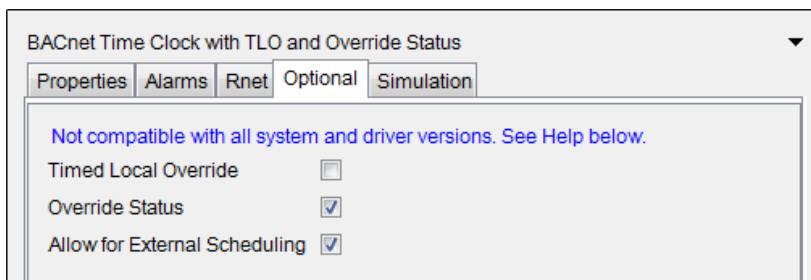 BACnet Time Clock with TLO and Override Status
Properties Alarms Rnet Optional Simulation
Not compatible with all system and driver versions. See Help below.
Timed Local Override
Override Status
Allow for External Scheduling